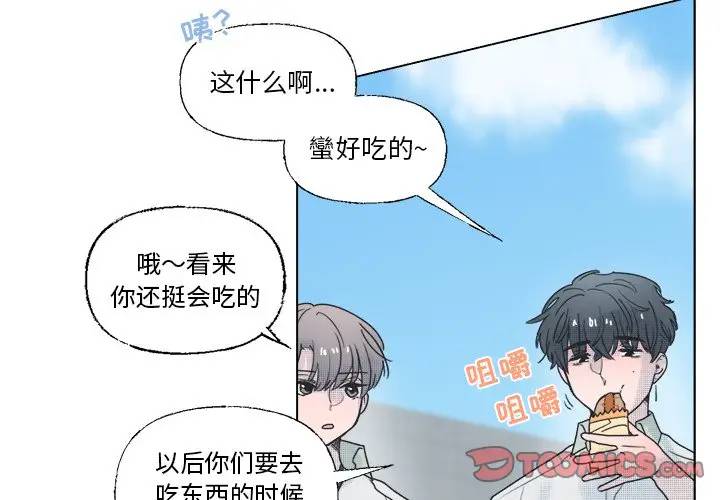 咦?
这什么啊...
蠻好吃的~
哦～看来
你还挺会吃的
咀嚼
咀嚼
以后你们要去
吃东西的时候
TOOMICS.com